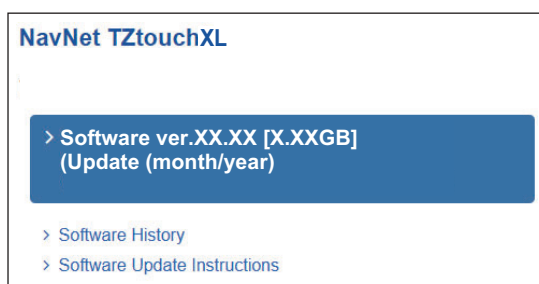 NavNet TZtouchXL
> Software ver.XX.XX [X.XXGB]
(Update (month/year)
> Software History
> Software Update Instructions